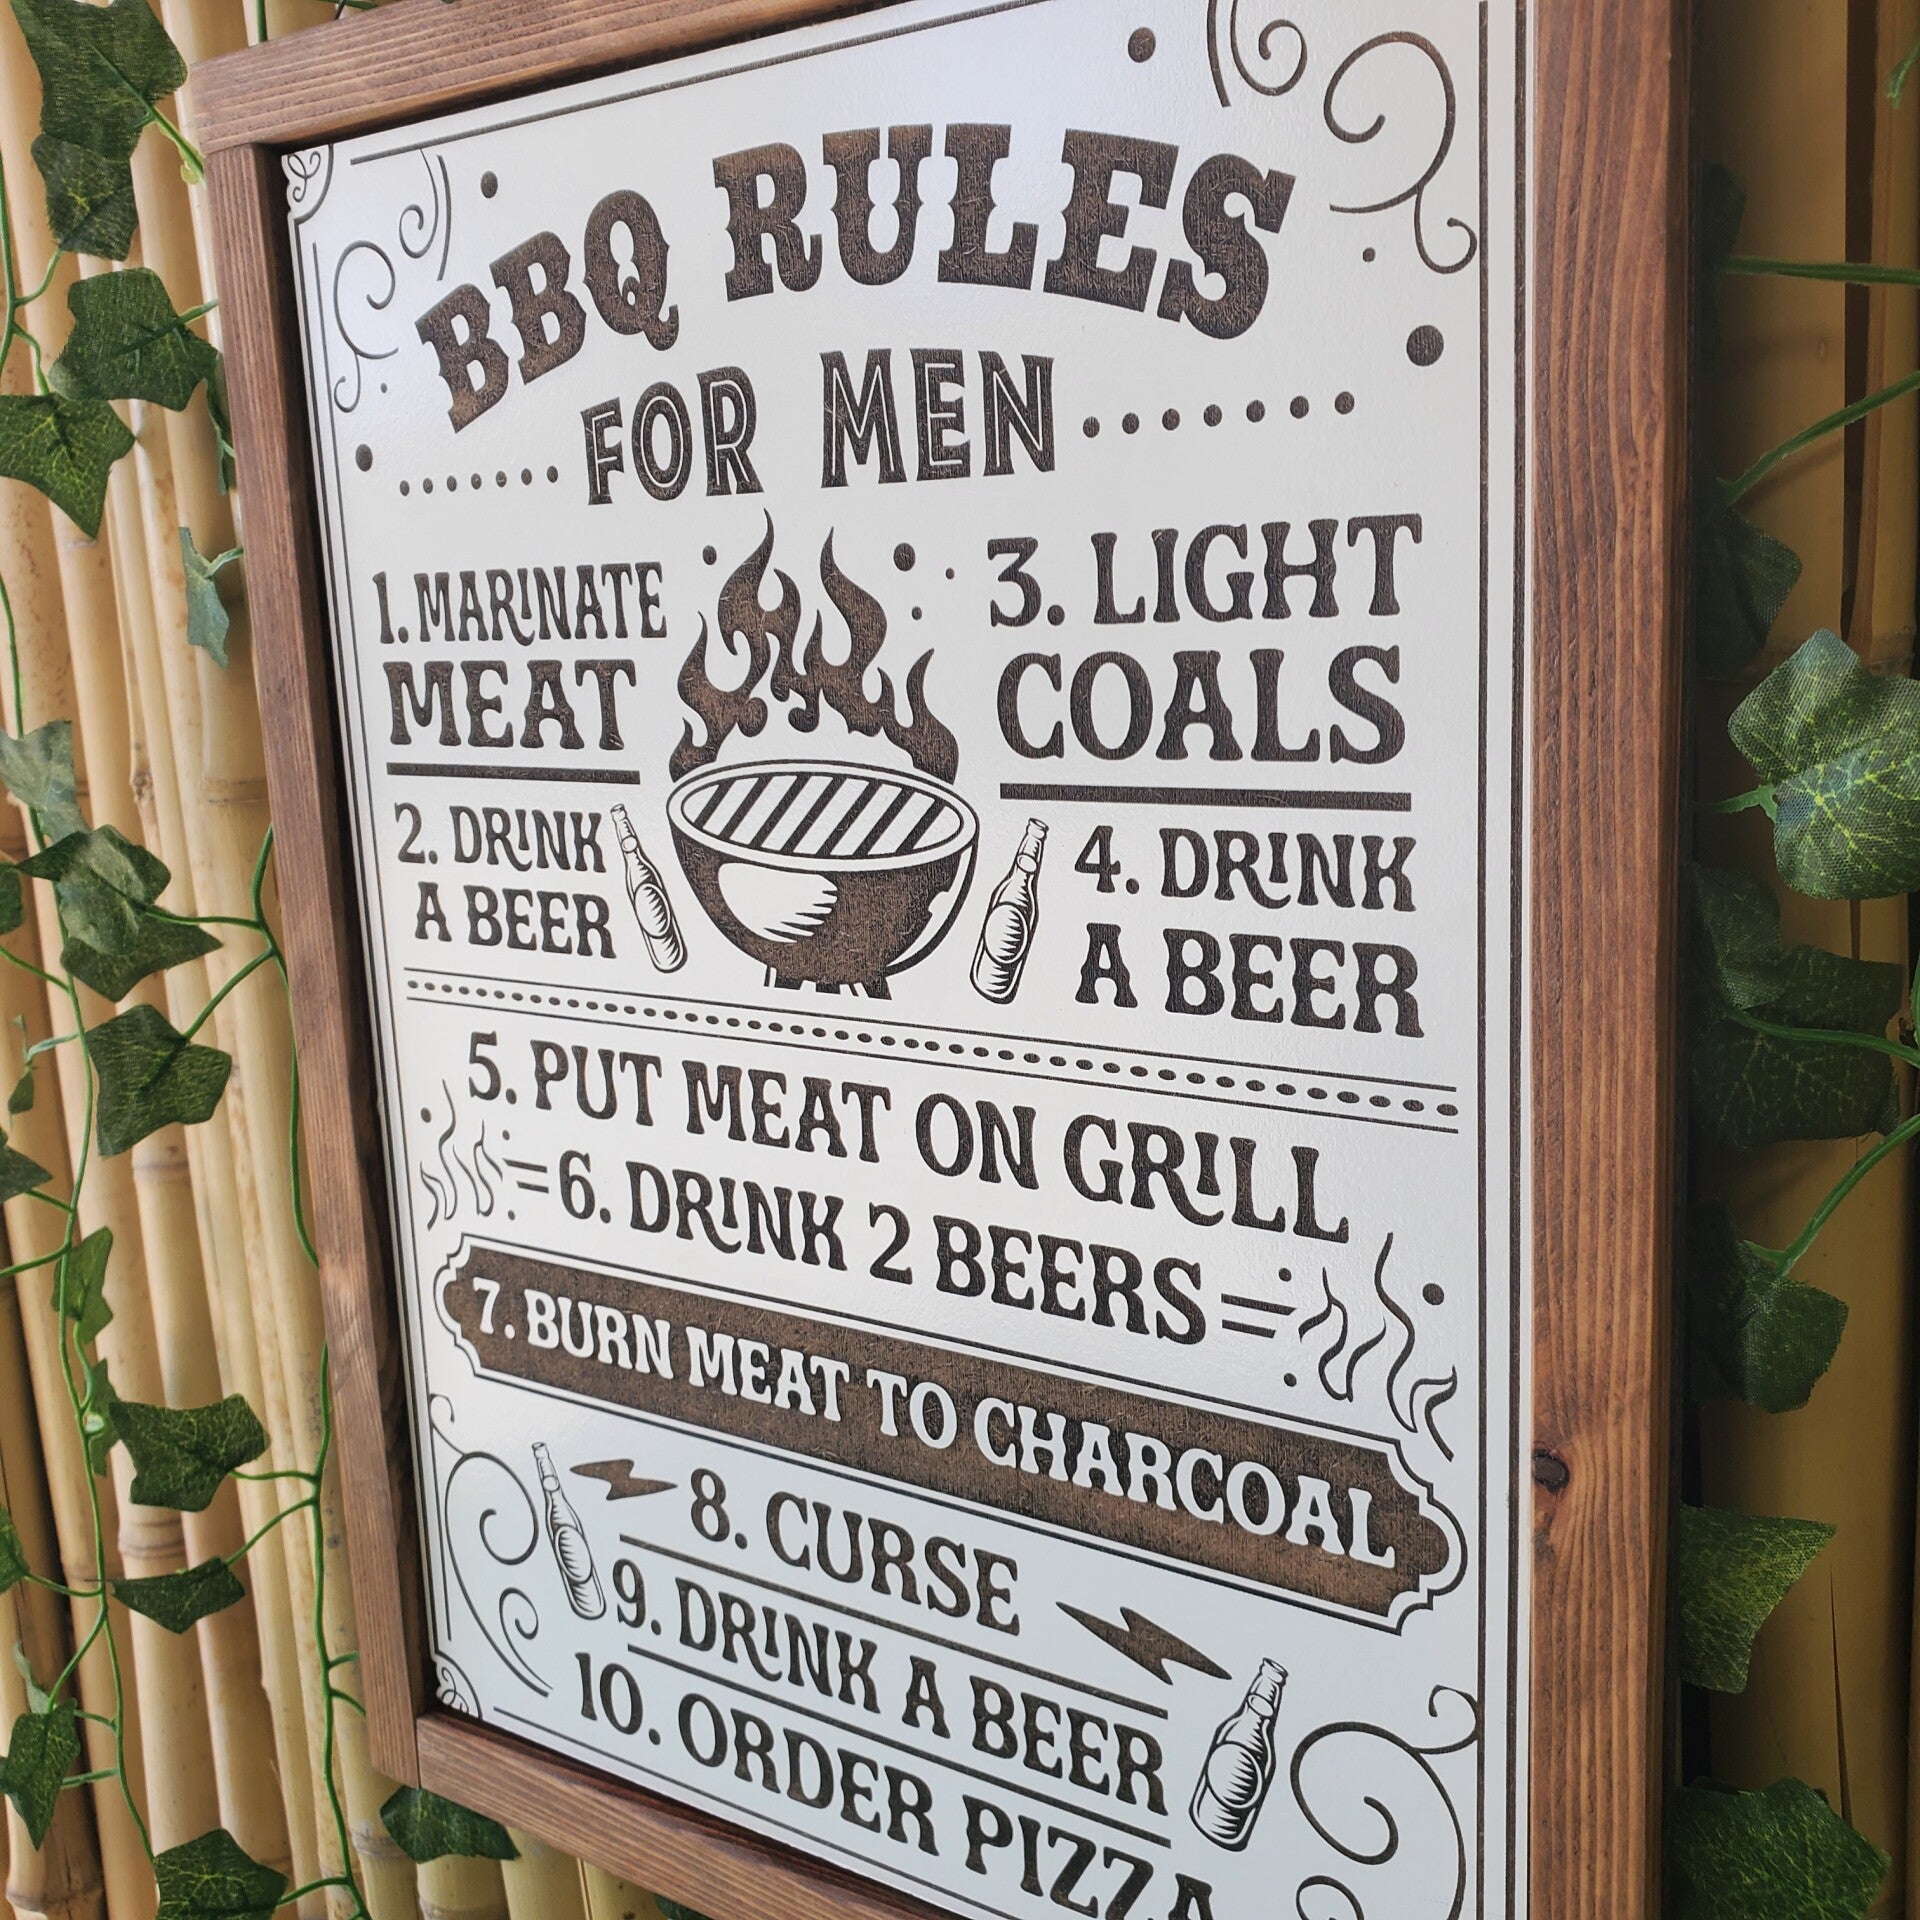 BBQ RULES
FOR MEN
1. MARINATE
MEAT
2. DRINK
A BEER
3. LIGHT
COALS
4. DRINK
A BEER
5. PUT MEAT ON GRILL
=6. DRINK 2 BEERS=
7. BURN MEAT TO CHARCOAL
8. CURSE
9. DRINK A BEER
10. ORDER PIZZA